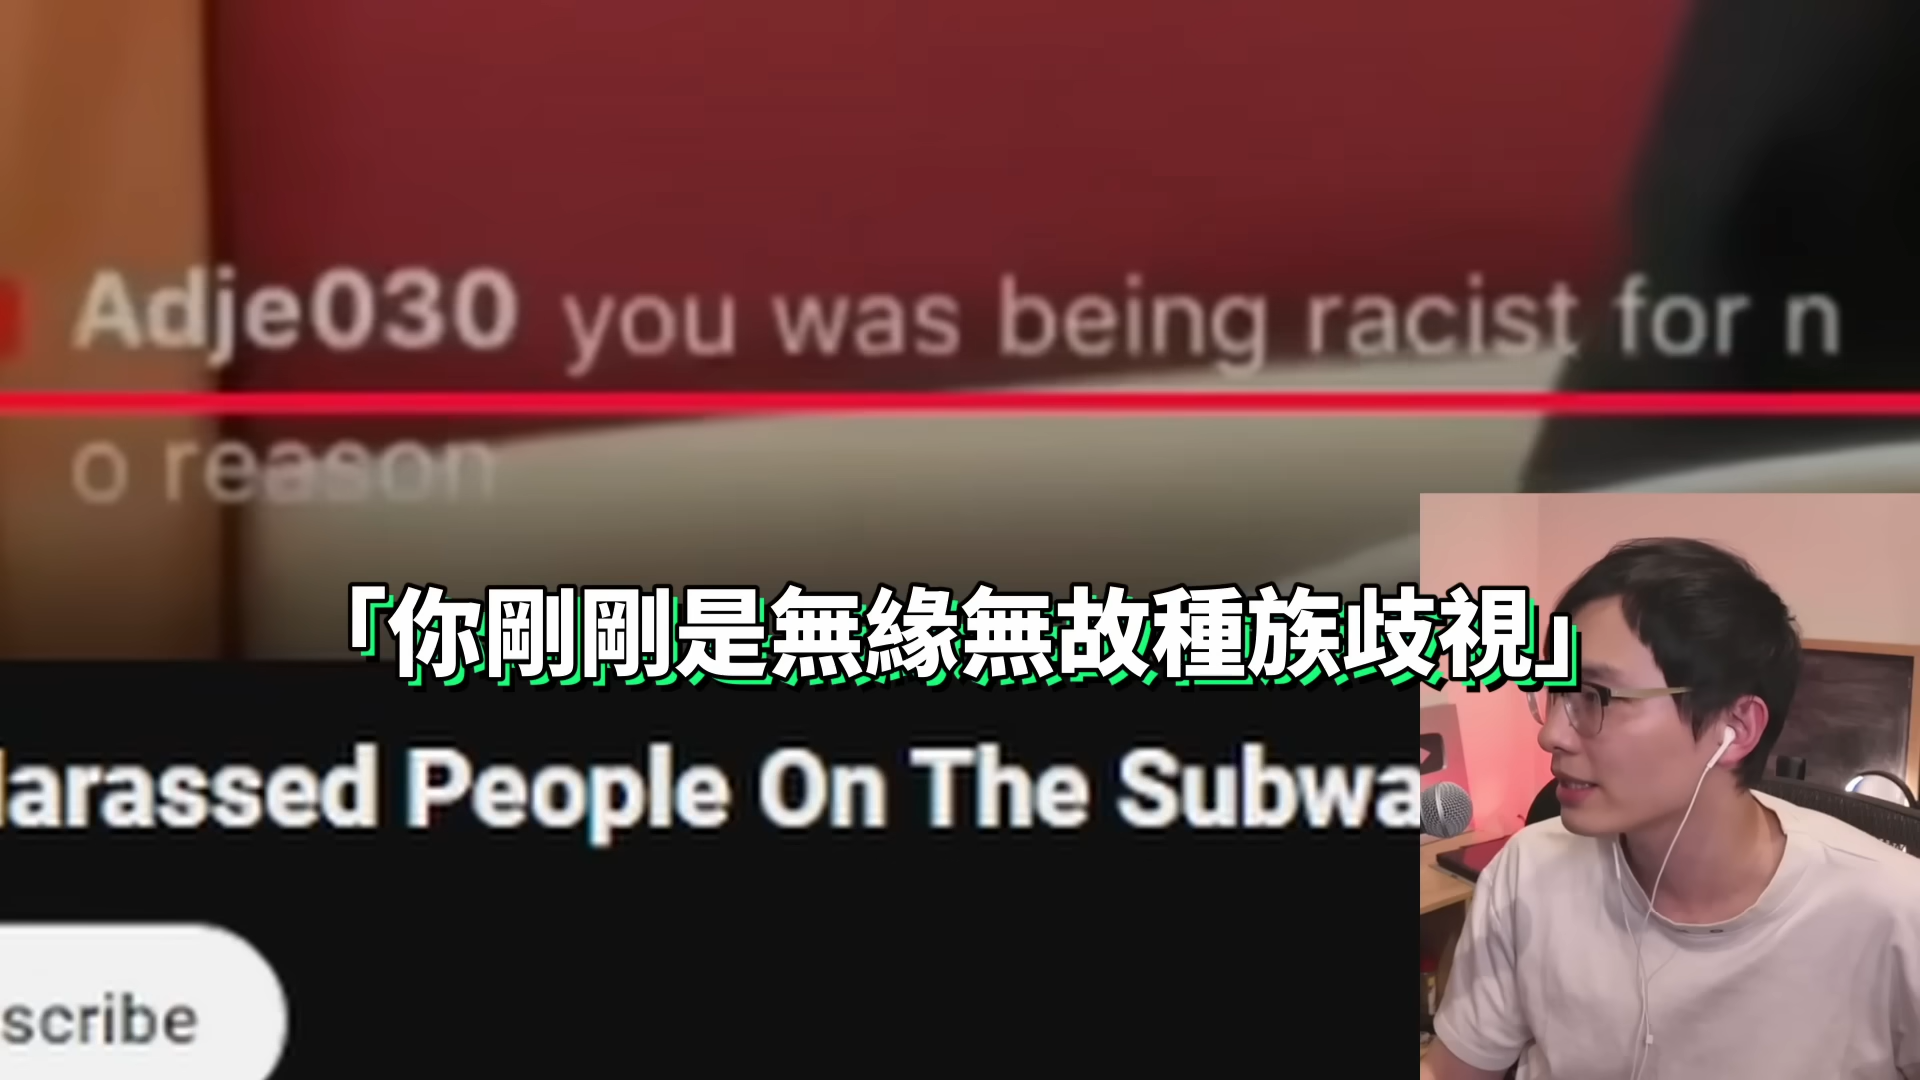 Adje030 you was being racist for n
o reason
「你剛剛是無緣無故種族歧視」
Harassed People On The Subwa
scribe